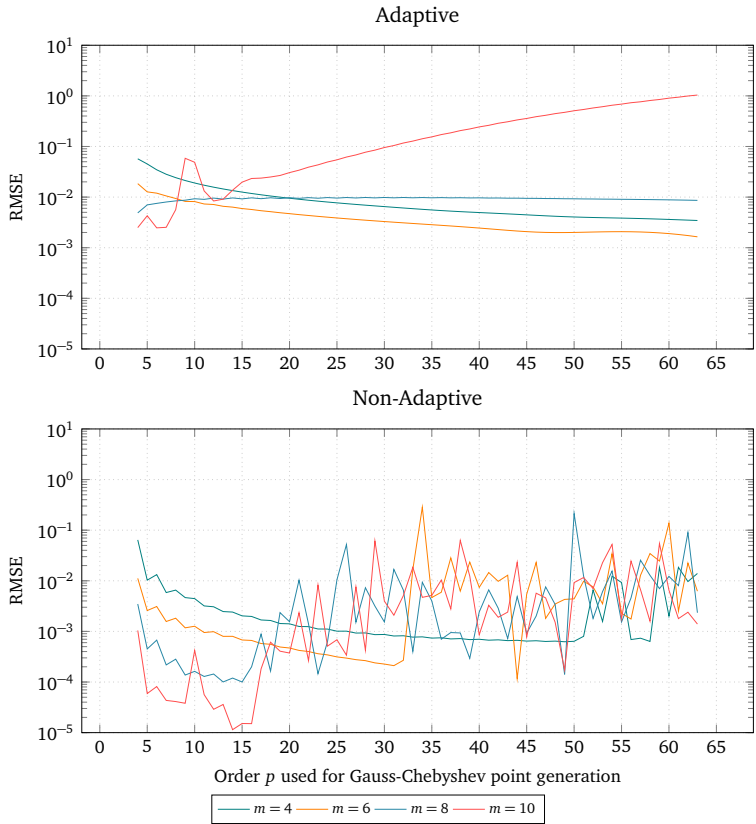 Adaptive
10^1
10^0
10^−1
10^−2
10^−3
10^−4
10^−5
RMSE
0 5 10 15 20 25 30 35 40 45 50 55 60 65
Non-Adaptive
10^1
10^0
10^−1
10^−2
10^−3
10^−4
10^−5
RMSE
0 5 10 15 20 25 30 35 40 45 50 55 60 65
Order p used for Gauss-Chebyshev point generation
m = 4 m = 6 m = 8 m = 10